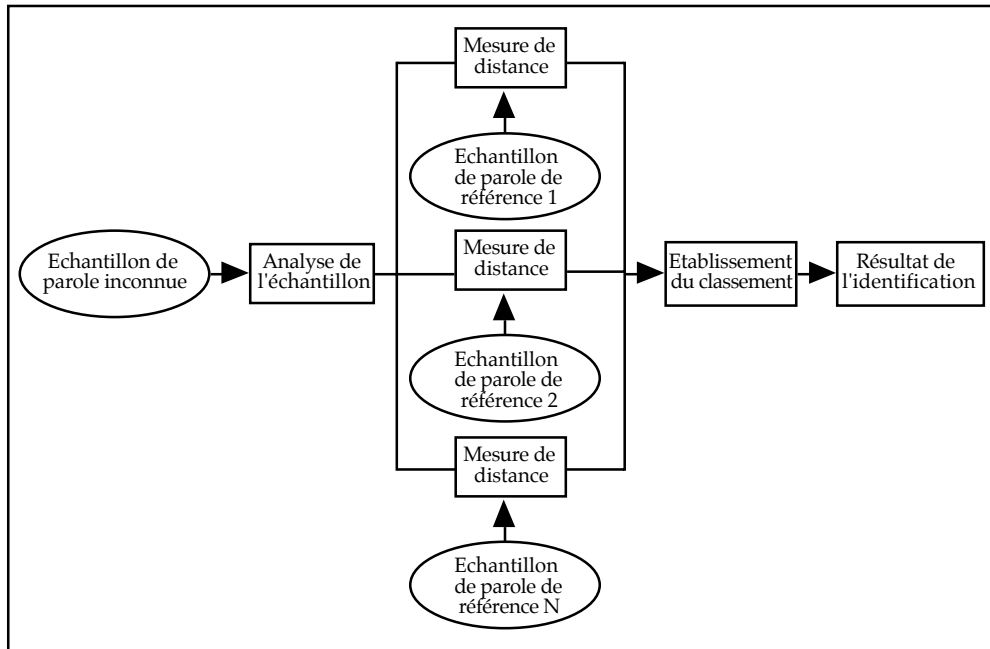 Mesure de
distance
Echantillon
de parole de
référence 1
Echantillon de
parole inconnue
Analyse de
l'échantillon
Mesure de
distance
Etablissement
du classement
Résultat de
l'identification
Echantillon
de parole de
référence 2
Mesure de
distance
Echantillon
de parole de
référence N